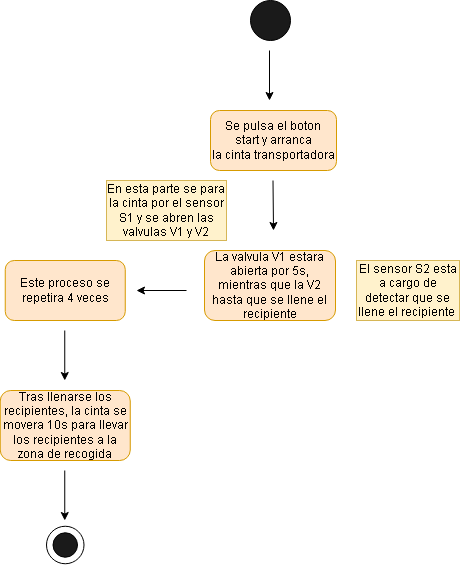 Se pulsa el boton
start y arranca
la cinta transportadora
En esta parte se para
la cinta por el sensor
S1 y se abren las
valvulas V1 y V2
La valvula V1 estara
abierta por 5s,
mientras que la V2
hasta que se llene el
recipiente
El sensor S2 esta
a cargo de
detectar que se
llene el recipiente
Este proceso se
repetira 4 veces
Tras llenarse los
recipientes, la cinta se
movera 10s para llevar
los recipientes a la
zona de recogida